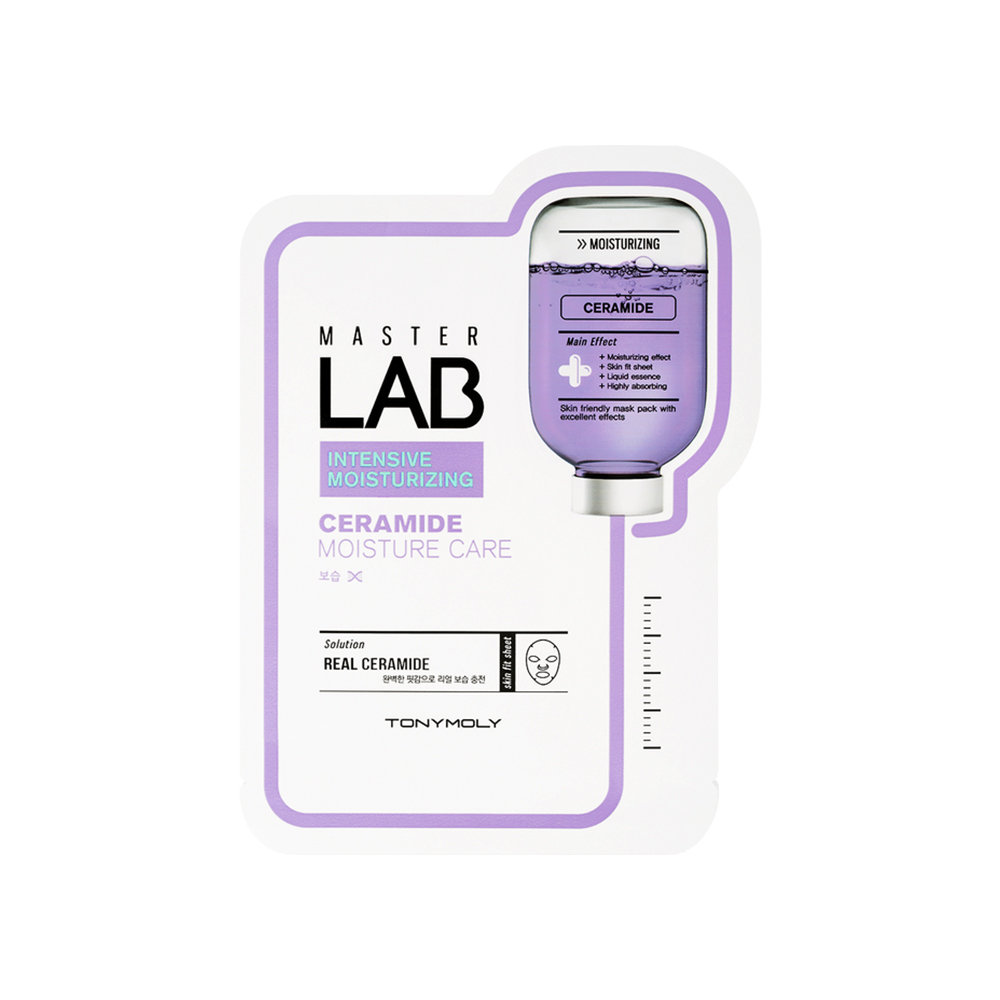 MASTER
LAB
INTENSIVE
MOISTURIZING
CERAMIDE
MOISTURE CARE
보습
Solution
REAL CERAMIDE
완벽한 핏감으로 리얼 보습 충전
skin fit sheet
TONYMOLY
>> MOISTURIZING
CERAMIDE
Main Effect
+ Moisturizing effect
+ Skin fit sheet
+ Liquid essence
+ Highly absorbing
Skin friendly mask pack with
excellent effects